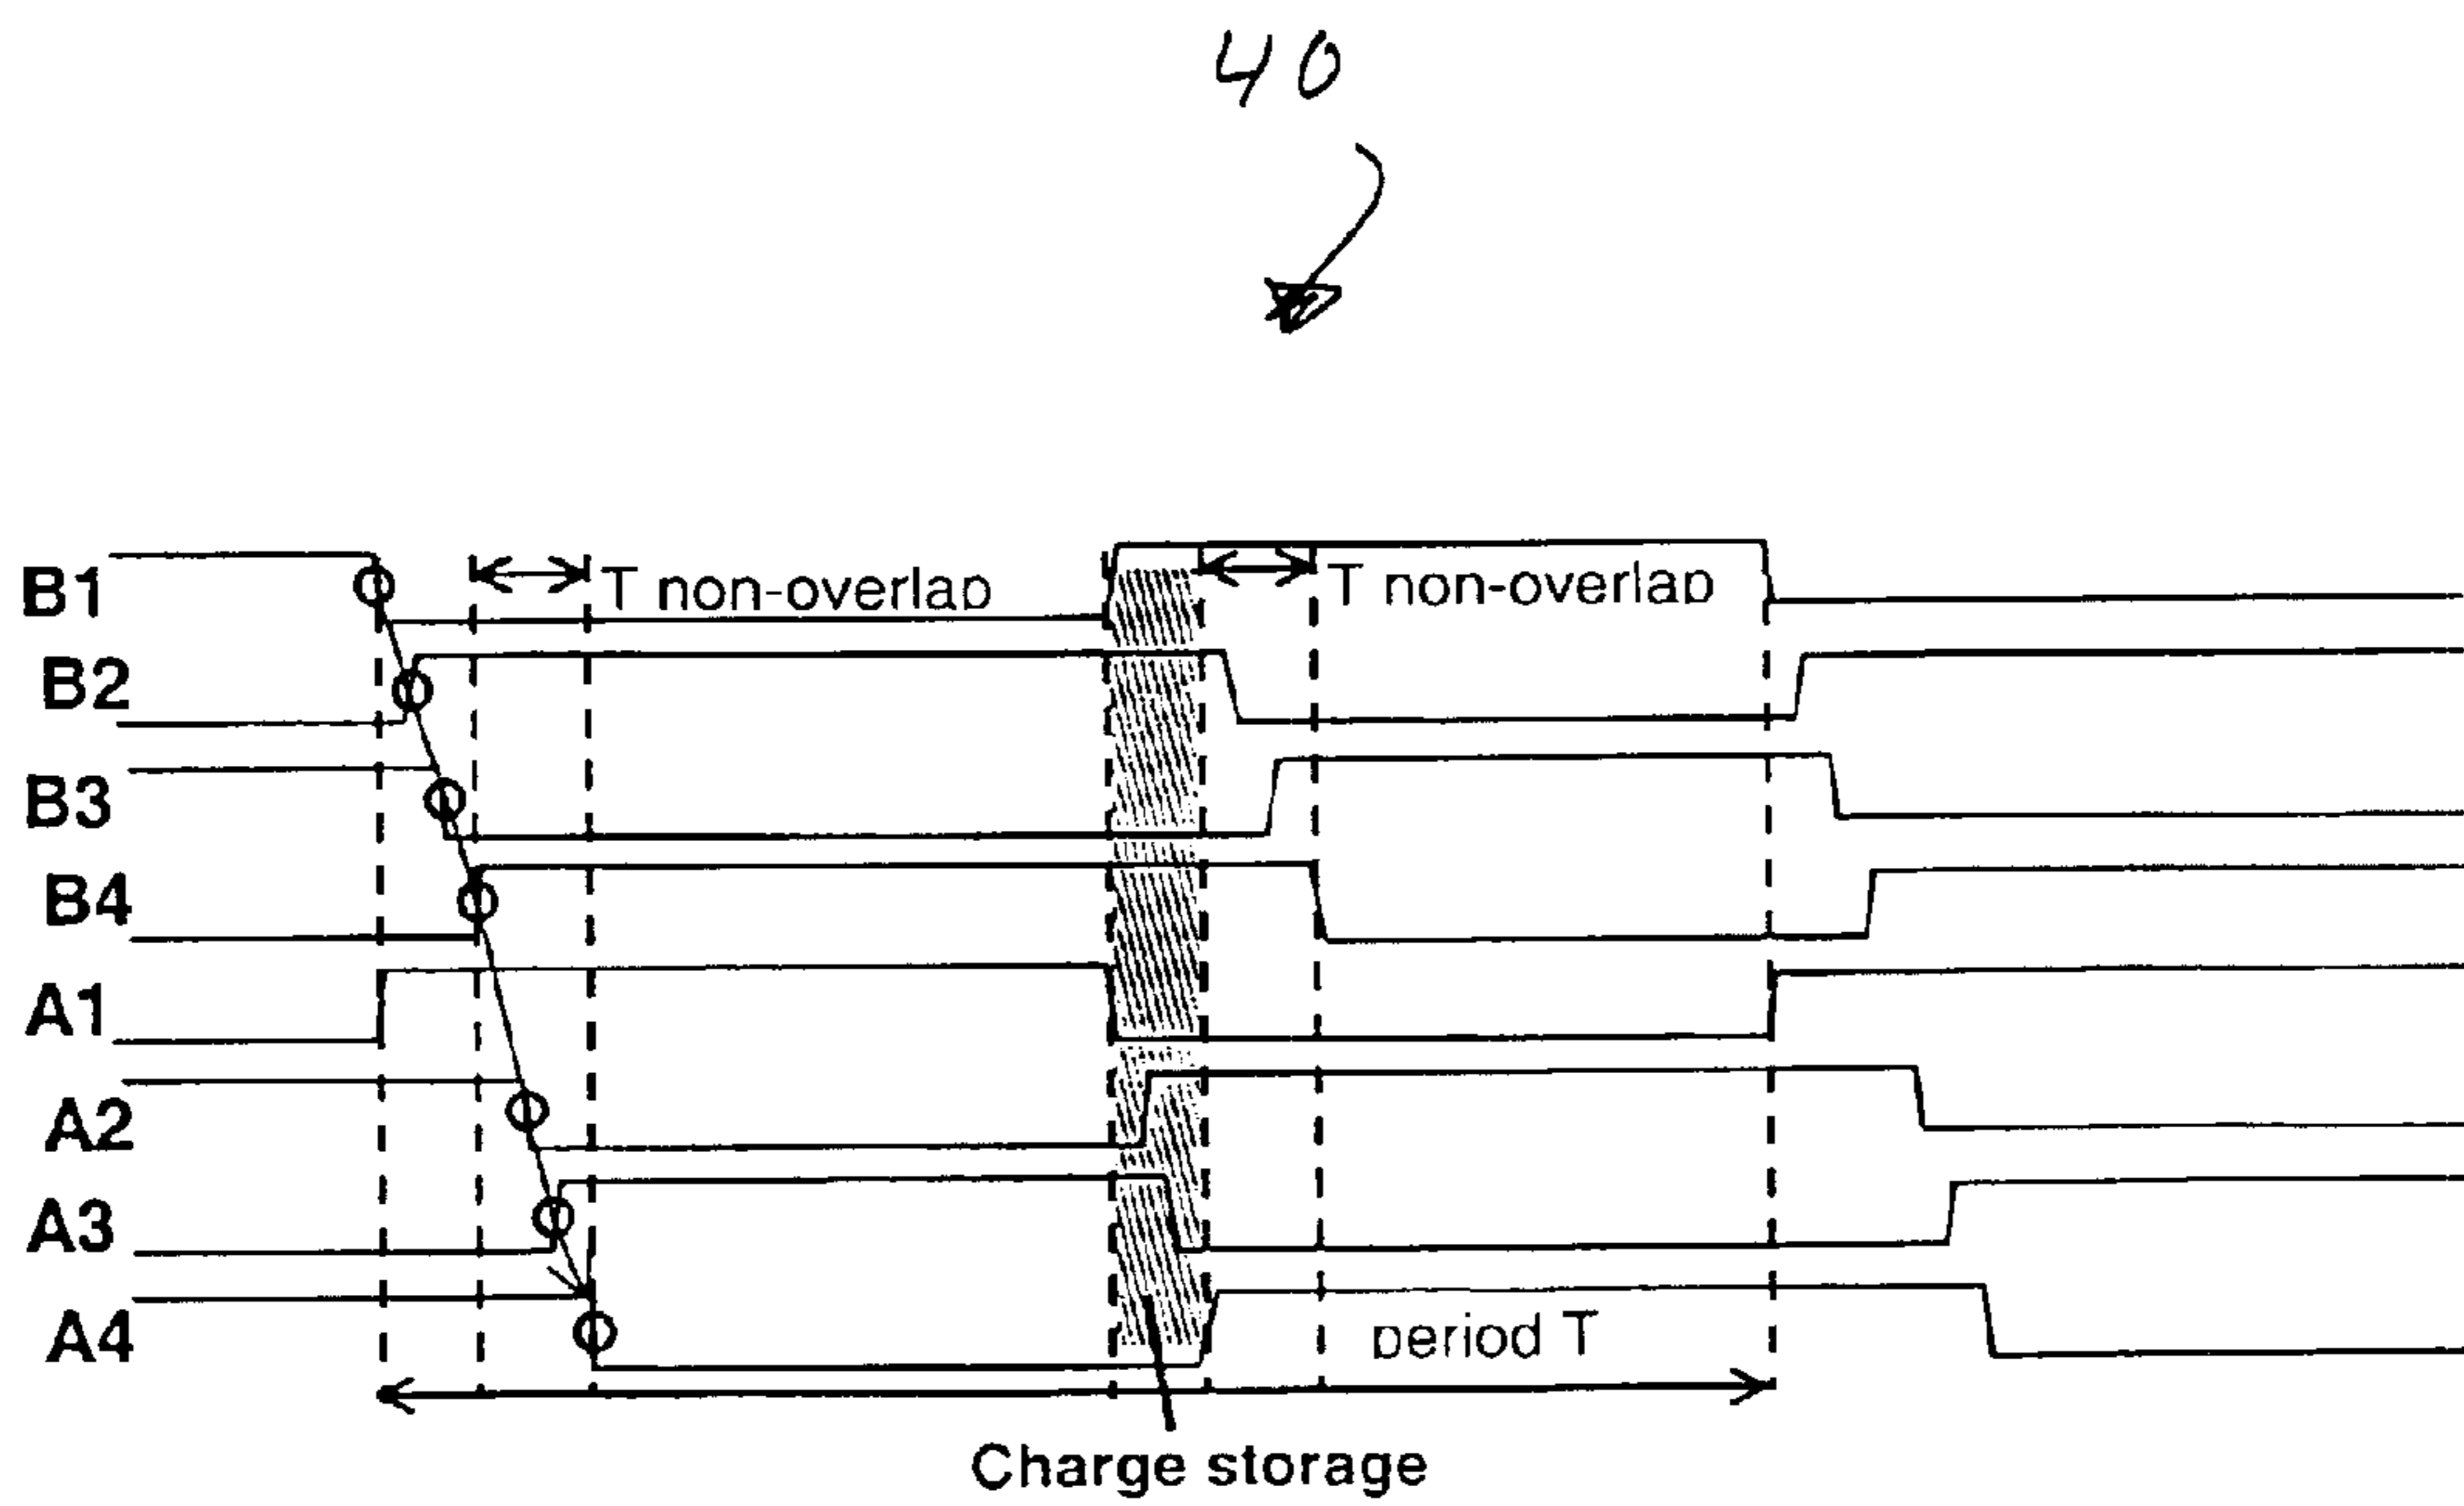 40
T non-overlap
T non-overlap
B1
B2
B3
B4
A1
A2
A3
A4
period T
Charge storage